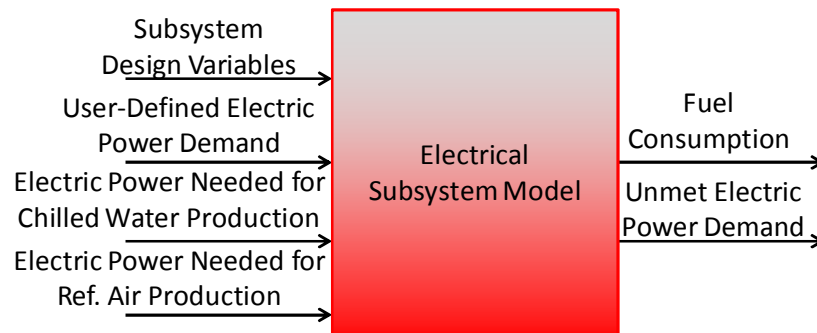 Subsystem
Design Variables
User-Defined Electric
Power Demand
Electric Power Needed for
Chilled Water Production
Electric Power Needed for
Ref. Air Production
Electrical
Subsystem Model
Fuel
Consumption
Unmet Electric
Power Demand